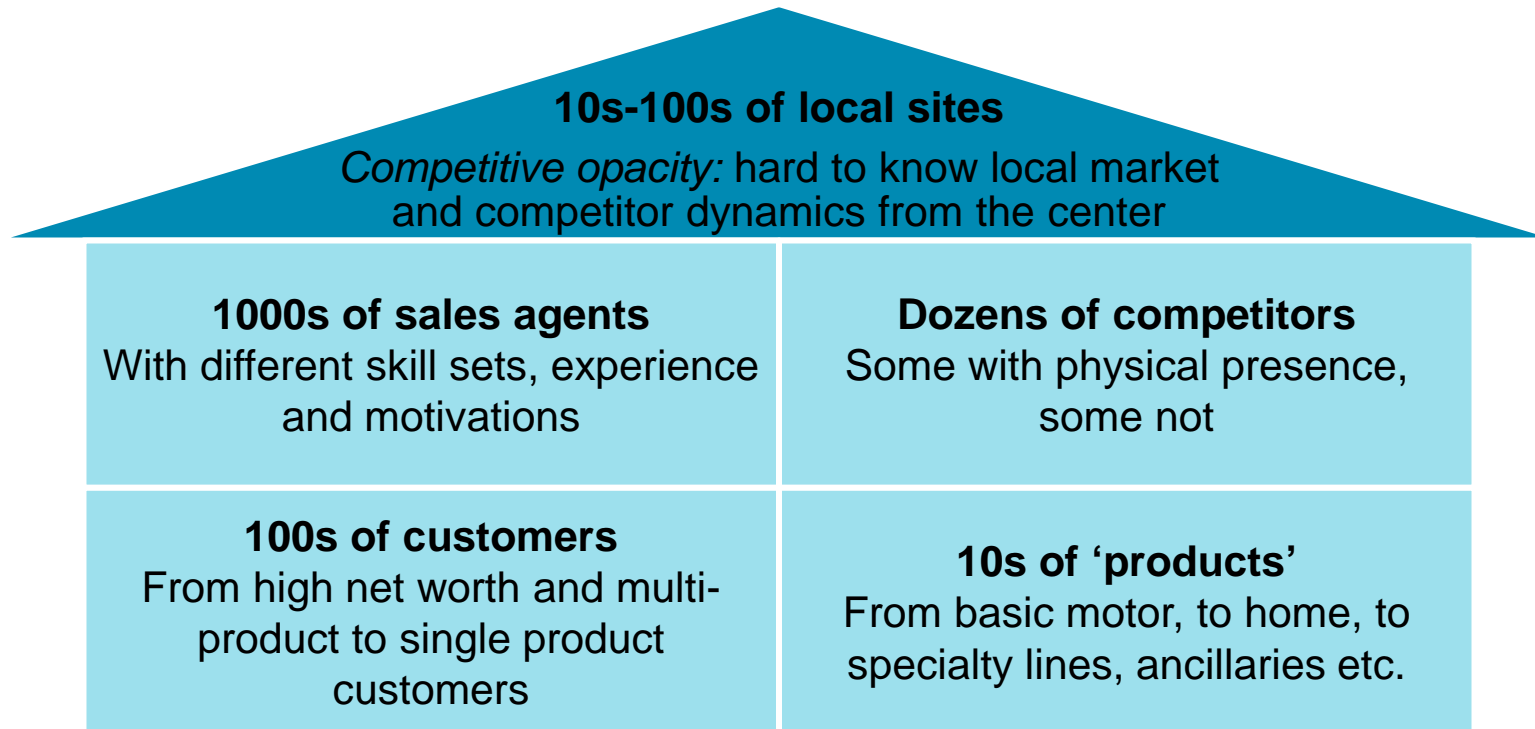 10s-100s of local sites
Competitive opacity: hard to know local market
and competitor dynamics from the center
1000s of sales agents
With different skill sets, experience
and motivations
Dozens of competitors
Some with physical presence,
some not
100s of customers
From high net worth and multi-
product to single product
customers
10s of ‘products’
From basic motor, to home, to
specialty lines, ancillaries etc.